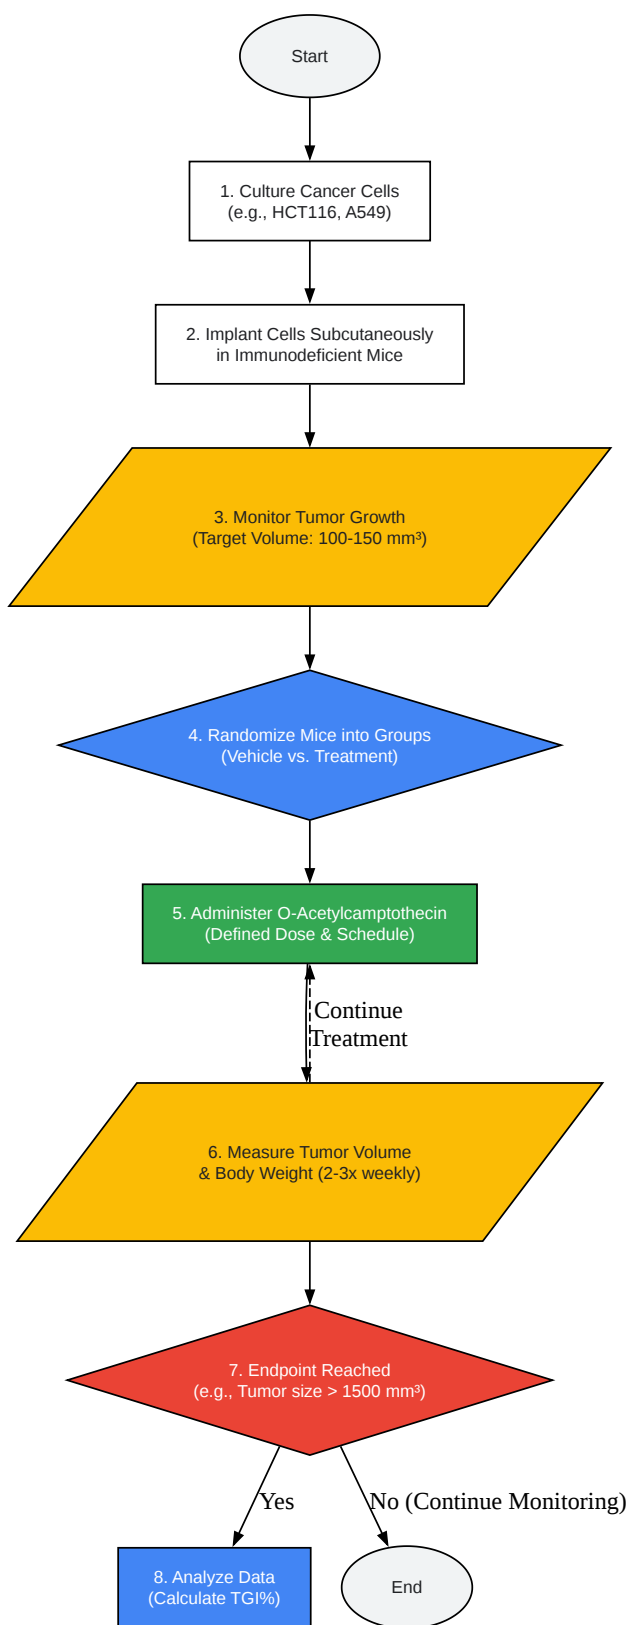 Start
1. Culture Cancer Cells
(e.g., HCT116, A549)
2. Implant Cells Subcutaneously
in Immunodeficient Mice
3. Monitor Tumor Growth
(Target Volume: 100-150 mm³)
4. Randomize Mice into Groups
(Vehicle vs. Treatment)
5. Administer O-Acetylcamptothecin
(Defined Dose & Schedule)
Continue
Treatment
6. Measure Tumor Volume
& Body Weight (2-3x weekly)
7. Endpoint Reached
(e.g., Tumor size > 1500 mm³)
Yes
No (Continue Monitoring)
8. Analyze Data
(Calculate TGI%)
End